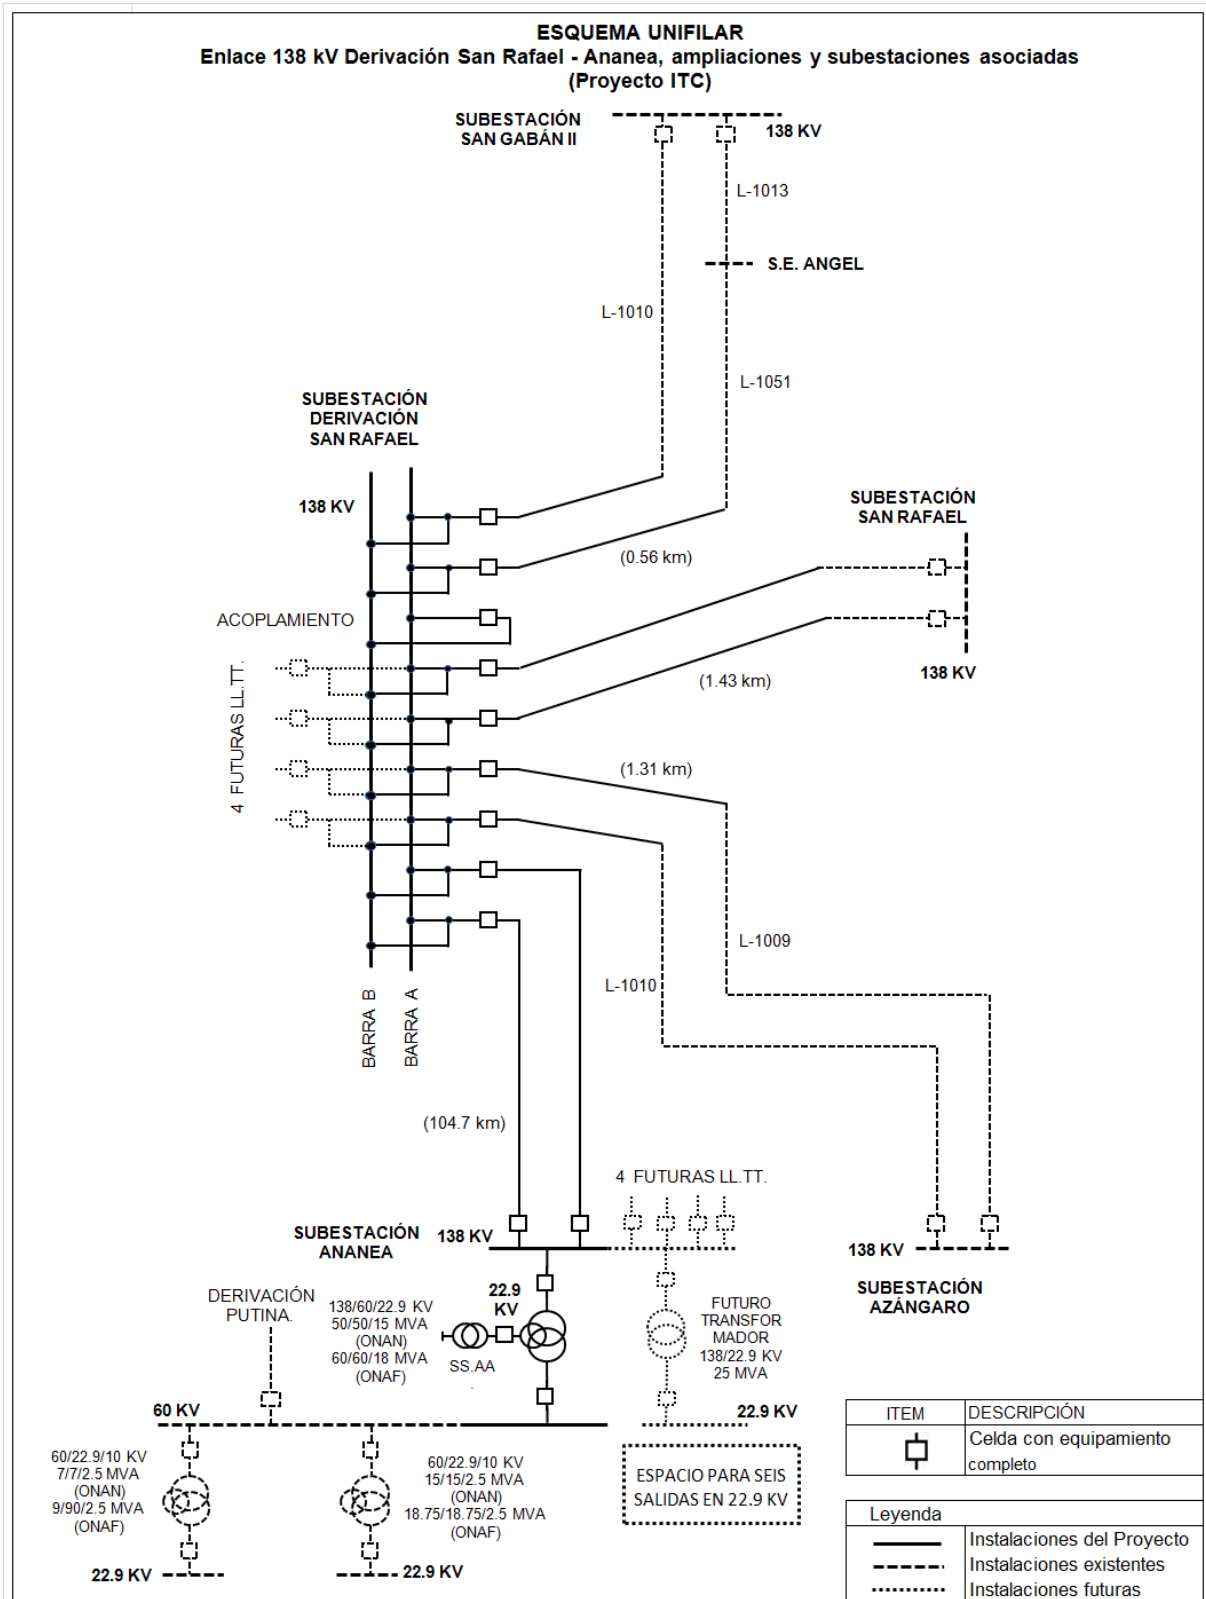 ESQUEMA UNIFILAR
Enlace 138 kV Derivación San Rafael - Ananea, ampliaciones y subestaciones asociadas
(Proyecto ITC)
SUBESTACIÓN
SAN GABÁN II
138 KV
L-1013
S.E. ANGEL
L-1010
L-1051
SUBESTACIÓN
DERIVACIÓN
SAN RAFAEL
138 KV
SUBESTACIÓN
SAN RAFAEL
(0.56 km)
ACOPLAMIENTO
138 KV
(1.43 km)
4 FUTURAS LL.TT.
(1.31 km)
L-1009
L-1010
BARRA B
BARRA A
(104.7 km)
4 FUTURAS LL.TT.
SUBESTACIÓN
ANANEA
138 KV
138 KV
SUBESTACIÓN
AZÁNGARO
DERIVACIÓN
PUTINA.
138/60/22.9 KV
50/50/15 MVA
(ONAN)
60/60/18 MVA
(ONAF)
22.9
KV
SS.AA
FUTURO
TRANSFOR
MADOR
138/22.9 KV
25 MVA
60 KV
22.9 KV
60/22.9/10 KV
7/7/2.5 MVA
(ONAN)
9/90/2.5 MVA
(ONAF)
60/22.9/10 KV
15/15/2.5 MVA
(ONAN)
18.75/18.75/2.5 MVA
(ONAF)
ESPACIO PARA SEIS
SALIDAS EN 22.9 KV
22.9 KV
22.9 KV
ITEM DESCRIPCIÓN
Celda con equipamiento
completo
Leyenda
Instalaciones del Proyecto
Instalaciones existentes
Instalaciones futuras